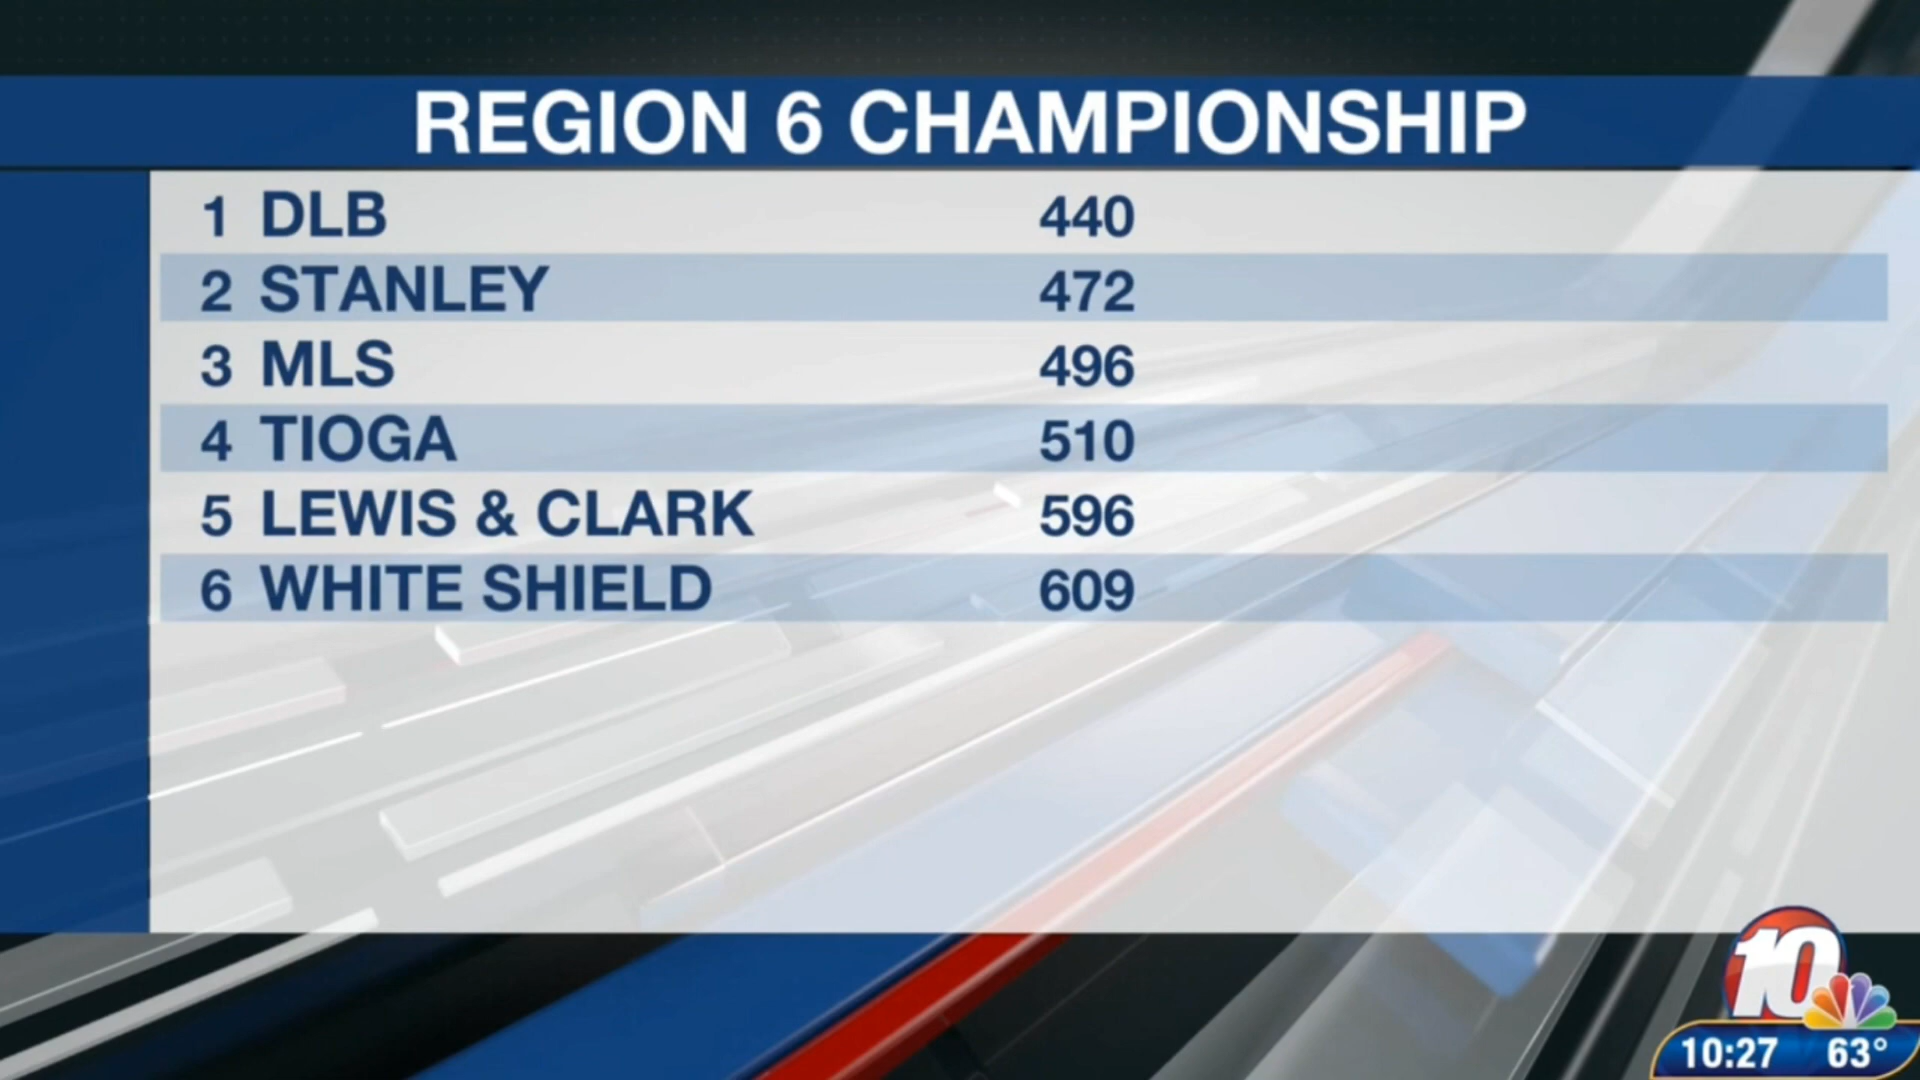 REGION 6 CHAMPIONSHIP
1 DLB 440
2 STANLEY 472
3 MLS 496
4 TIOGA 510
5 LEWIS & CLARK 596
6 WHITE SHIELD 609
10
10:27 63°